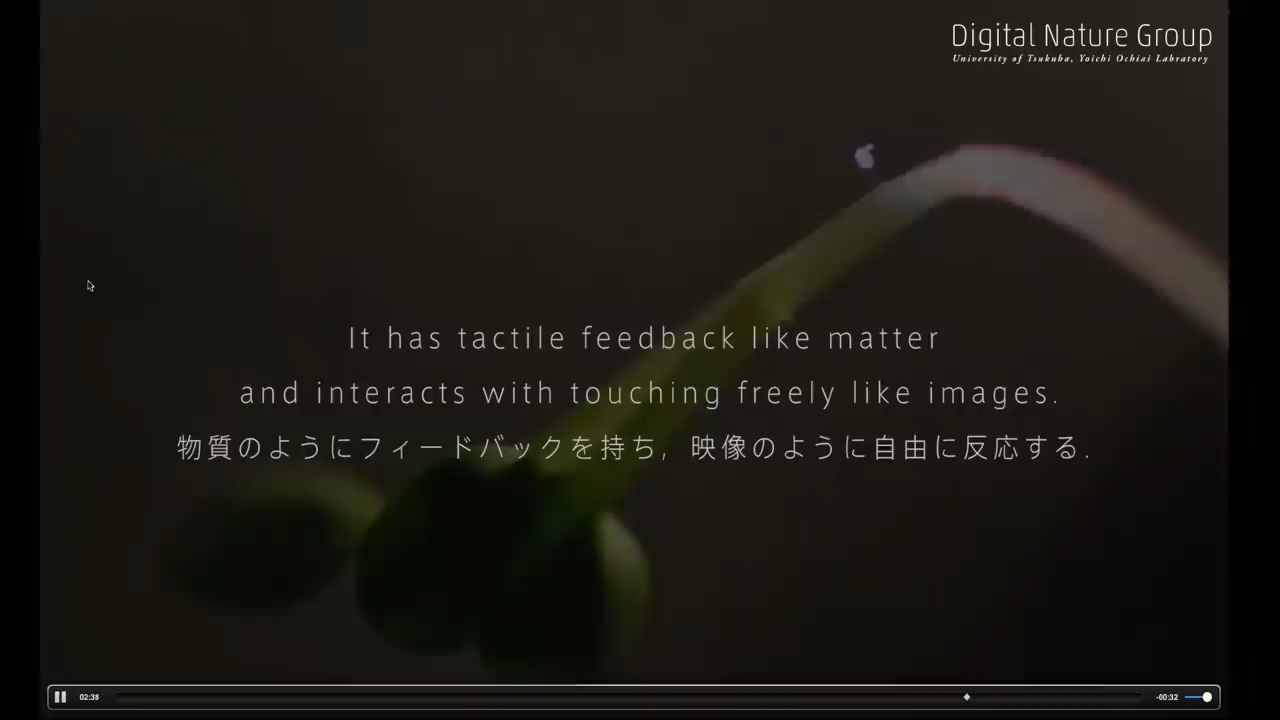 Digital Nature Group
University of Tsukuba, Yoichi Ochiai Labratory
It has tactile feedback like matter
and interacts with touching freely like images.
物質のようにフィードバックを持ち, 映像のように自由に反応する.
02:38
-00:32